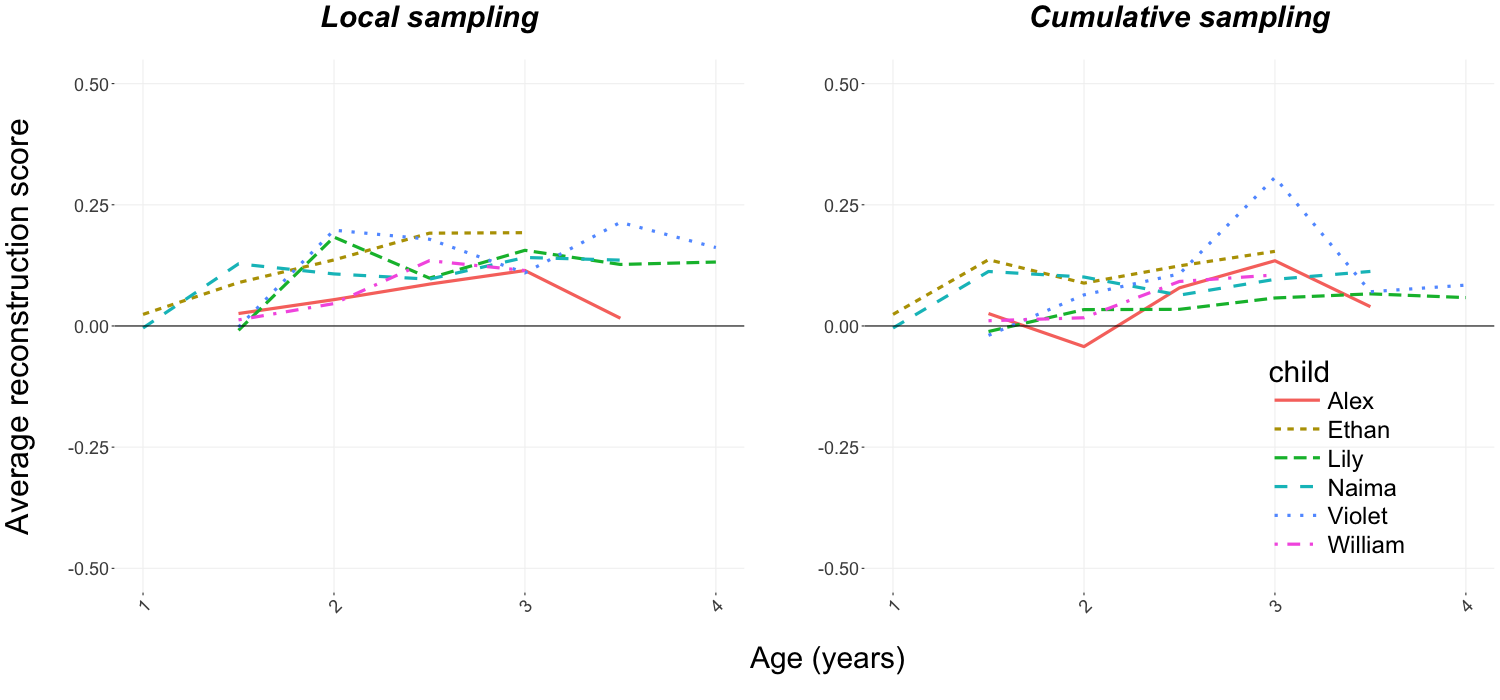 Local sampling
Cumulative sampling
Average reconstruction score
0.50
0.25
0.00
-0.25
-0.50
1
2
3
4
0.50
0.25
0.00
-0.25
-0.50
1
2
3
4
child
Alex
Ethan
Lily
Naima
Violet
William
Age (years)